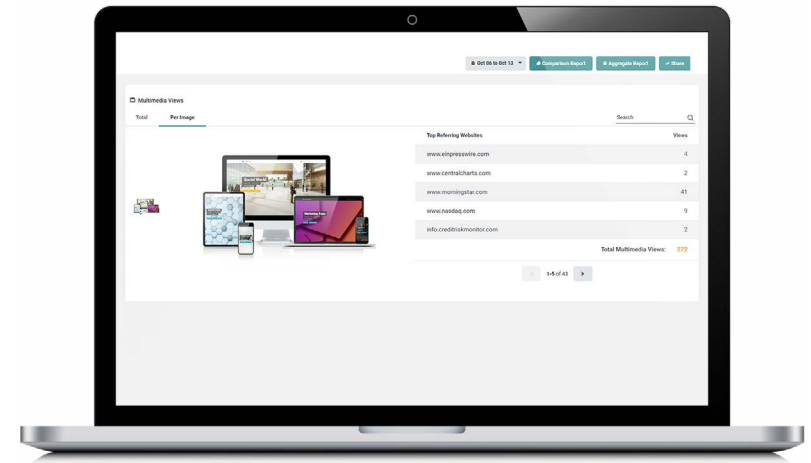 Oct 06 to Oct 13
Comparison Report
Aggregate Report
Share
Multimedia Views
Total
Per Image
Search
Top Referring Websites
Views
www.einpresswire.com
4
www.centralcharts.com
2
www.morningstar.com
41
www.nasdaq.com
9
info.creditriskmonitor.com
2
Total Multimedia Views:
1-5 of 43
Social Media